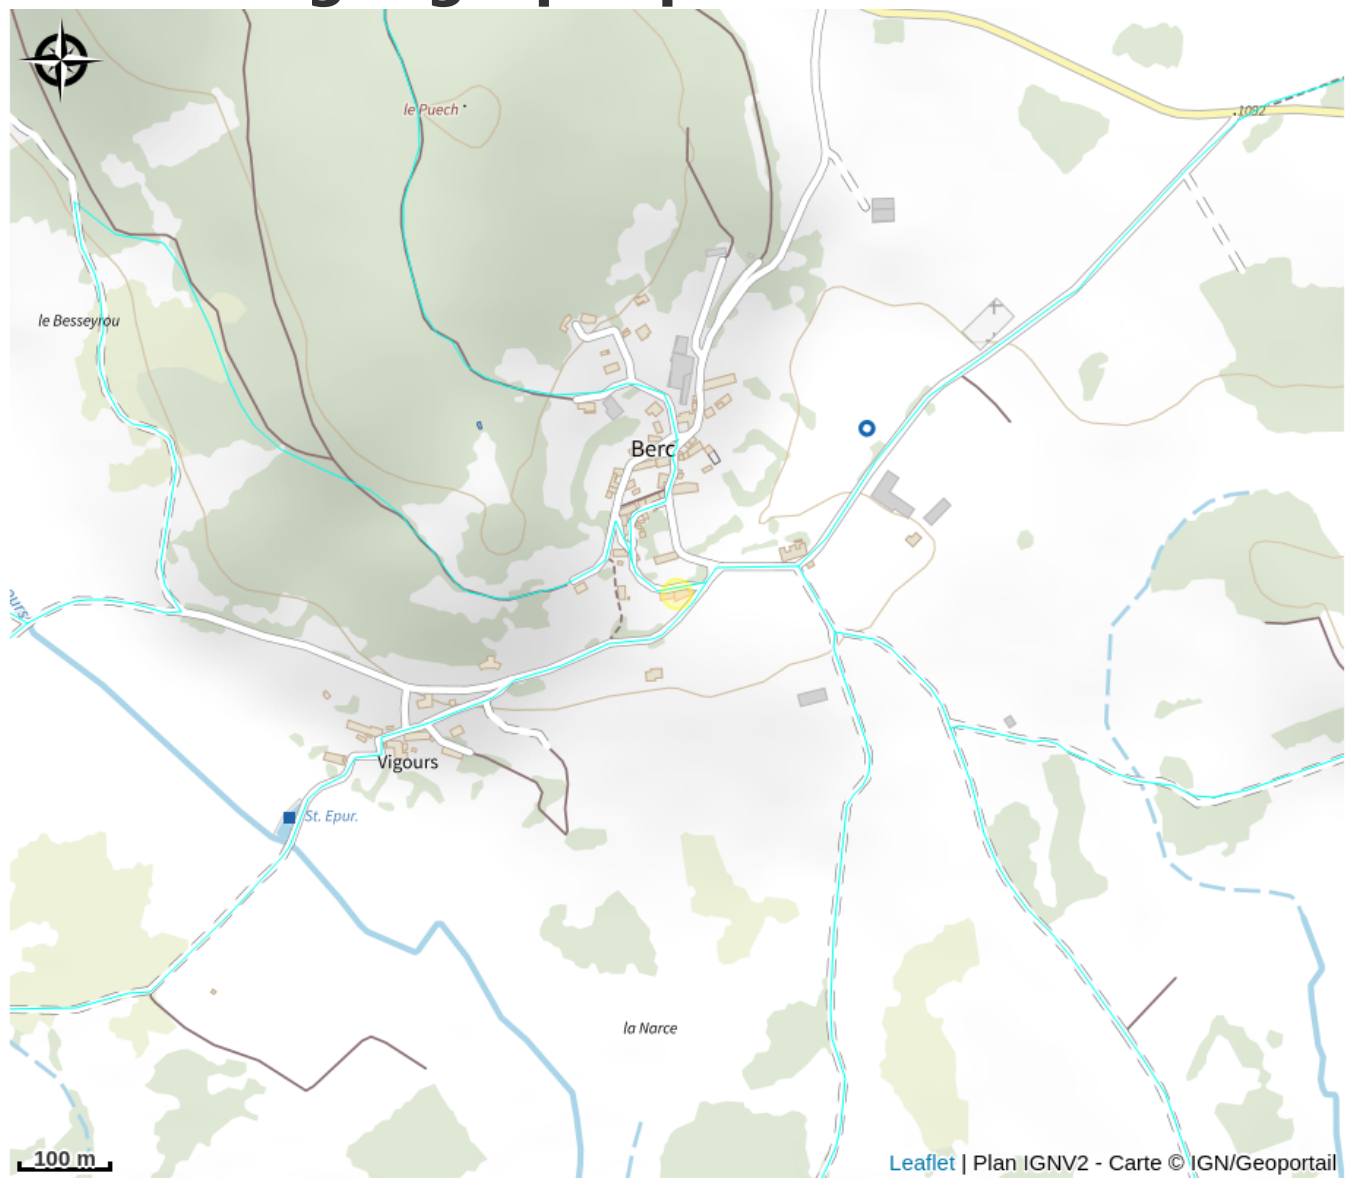 le Puech
1092
le Besseyrou
Berc
Vigours
St. Epur.
la Narce
100 m
Leaflet | Plan IGNV2 - Carte © IGN/Geoportail